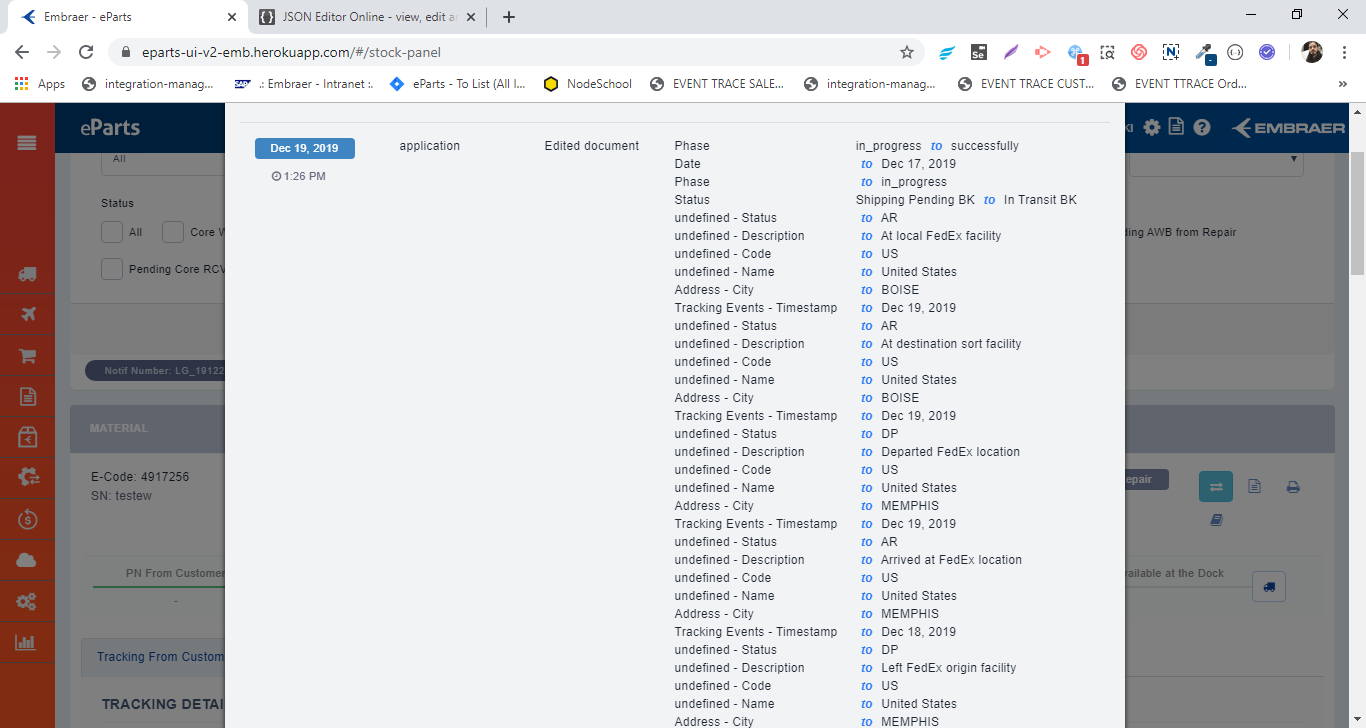 Embraer - eParts
JSON Editor Online - view, edit a
eparts-ui-v2-emb.herokuapp.com/#/stock-panel
Apps
integration-manag...
.: Embraer - Intranet :.
eParts - To List (All I...
NodeSchool
EVENT TRACE SALE...
integration-manag...
EVENT TRACE CUST...
EVENT TTRACE Ord...
»
eParts
KI
EMBRAER
All
Status
All
Core W
ding AWB from Repair
Pending Core RCV
Notif Number: LG_19122
MATERIAL
E-Code: 4917256
SN: testew
epair
PN From Customer
-
vailable at the Dock
Tracking From Custom
TRACKING DETAI
Dec 19, 2019
1:26 PM
application
Edited document
Phase in_progress to successfully
Date to Dec 17, 2019
Phase to in_progress
Status Shipping Pending BK to In Transit BK
undefined - Status to AR
undefined - Description to At local FedEx facility
undefined - Code to US
undefined - Name to United States
Address - City to BOISE
Tracking Events - Timestamp to Dec 19, 2019
undefined - Status to AR
undefined - Description to At destination sort facility
undefined - Code to US
undefined - Name to United States
Address - City to BOISE
Tracking Events - Timestamp to Dec 19, 2019
undefined - Status to DP
undefined - Description to Departed FedEx location
undefined - Code to US
undefined - Name to United States
Address - City to MEMPHIS
Tracking Events - Timestamp to Dec 19, 2019
undefined - Status to AR
undefined - Description to Arrived at FedEx location
undefined - Code to US
undefined - Name to United States
Address - City to MEMPHIS
Tracking Events - Timestamp to Dec 18, 2019
undefined - Status to DP
undefined - Description to Left FedEx origin facility
undefined - Code to US
undefined - Name to United States
Address - City to MEMPHIS